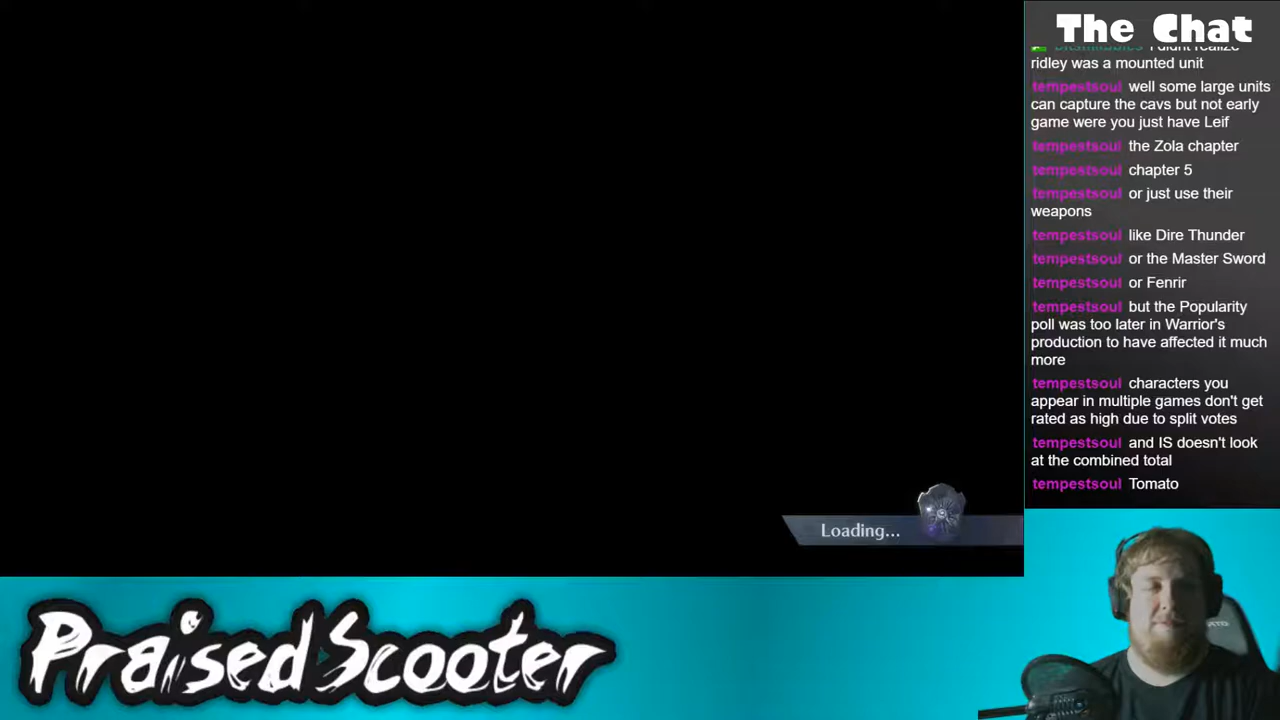 The Chat
I didnt realize
ridley was a mounted unit
tempestsoul well some large units
can capture the cavs but not early
game were you just have Leif
tempestsoul the Zola chapter
tempestsoul chapter 5
tempestsoul or just use their
weapons
tempestsoul like Dire Thunder
tempestsoul or the Master Sword
tempestsoul or Fenrir
tempestsoul but the Popularity
poll was too later in Warrior's
production to have affected it much
more
tempestsoul characters you
appear in multiple games don't get
rated as high due to split votes
tempestsoul and IS doesn't look
at the combined total
tempestsoul Tomato
Loading...
PraisedScooter